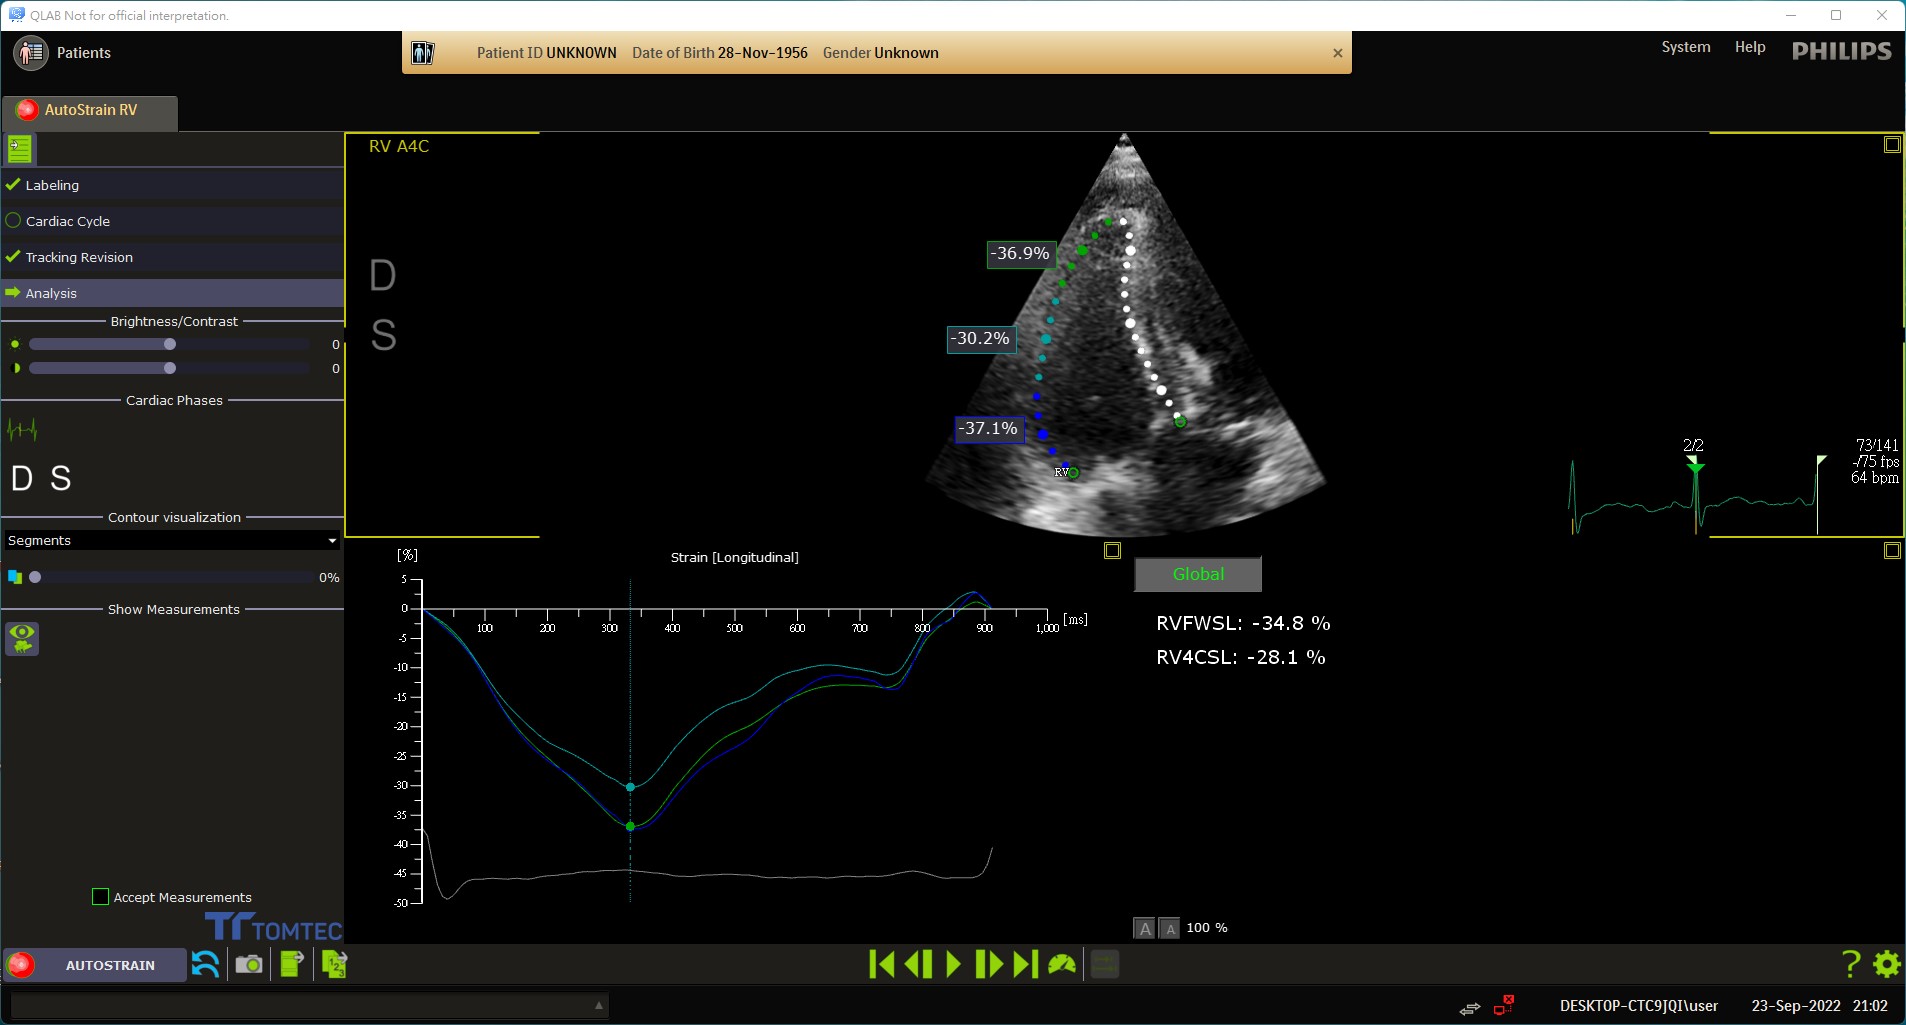 QLAB Not for official interpretation.
Patients
Patient ID UNKNOWN Date of Birth 28-Nov-1956 Gender Unknown
System Help PHILIPS
AutoStrain RV
Labeling
Cardiac Cycle
Tracking Revision
Analysis
Brightness/Contrast
0
0
Cardiac Phases
D S
Contour visualization
Segments
0%
Show Measurements
Accept Measurements
TOMTEC
RV A4C
D
S
-36.9%
-30.2%
-37.1%
RV
2/2
73/141
-/75 fps
64 bpm
[%]
Strain [Longitudinal]
5
0
-5
-10
-15
-20
-25
-30
-35
-40
-45
-50
100 200 300 400 500 600 700 800 900 1,000 [ms]
Global
RVFWSL: -34.8 %
RV4CSL: -28.1 %
A A 100 %
AUTOSTRAIN
1 2 3
?
DESKTOP-CTC9JQI\user 23-Sep-2022 21:02